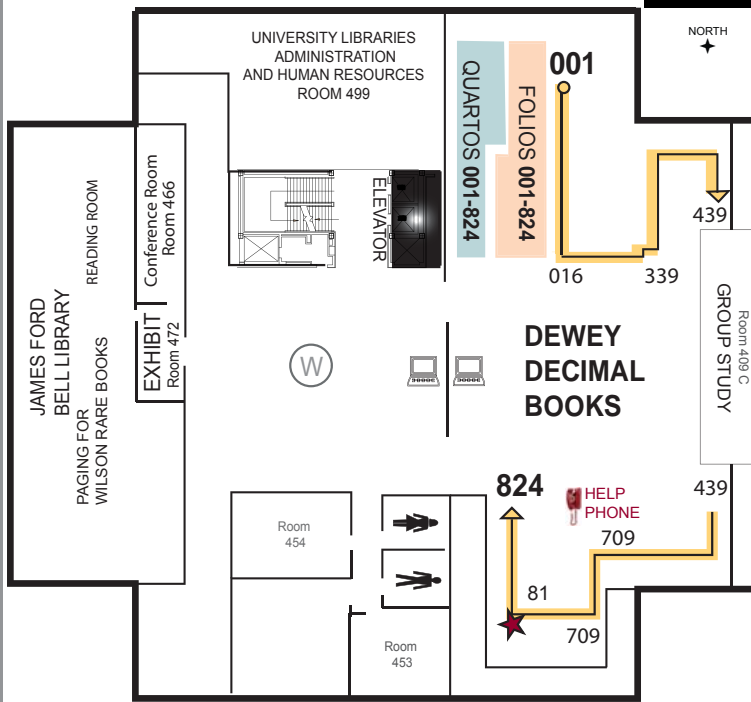 NORTH
UNIVERSITY LIBRARIES
ADMINISTRATION
AND HUMAN RESOURCES
ROOM 499
QUARTOS 001-824
FOLIOS 001-824
001
439
016
339
ELEVATOR
Conference Room
Room 466
READING ROOM
JAMES FORD
BELL LIBRARY
PAGING FOR
WILSON RARE BOOKS
EXHIBIT
Room 472
W
DEWEY
DECIMAL
BOOKS
Room 409 C
GROUP STUDY
824
HELP
PHONE
439
709
81
709
Room
454
Room
453